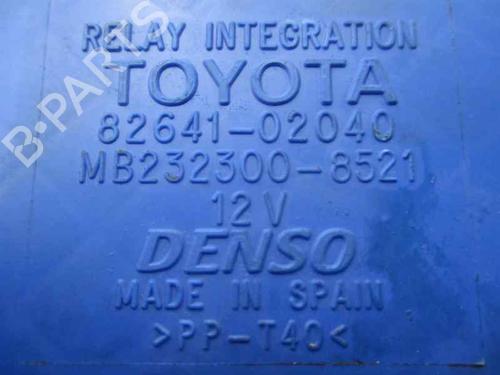 RELAY INTEGRATION
TOYOTA
82641-02040
MB232300-8521
12V
DENSO
MADE IN SPAIN
>PP-T40<
B-PARTS